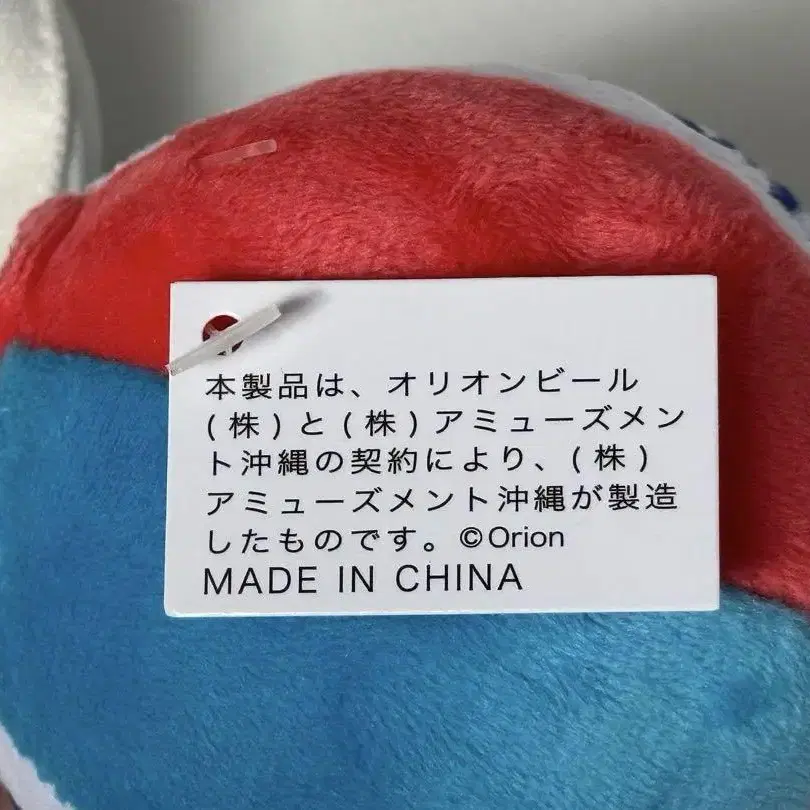 本製品は、オリオンビール
(株)と(株)アミューズメン
ト沖縄の契約により、(株)
アミューズメント沖縄が製造
したものです。©Orion
MADE IN CHINA